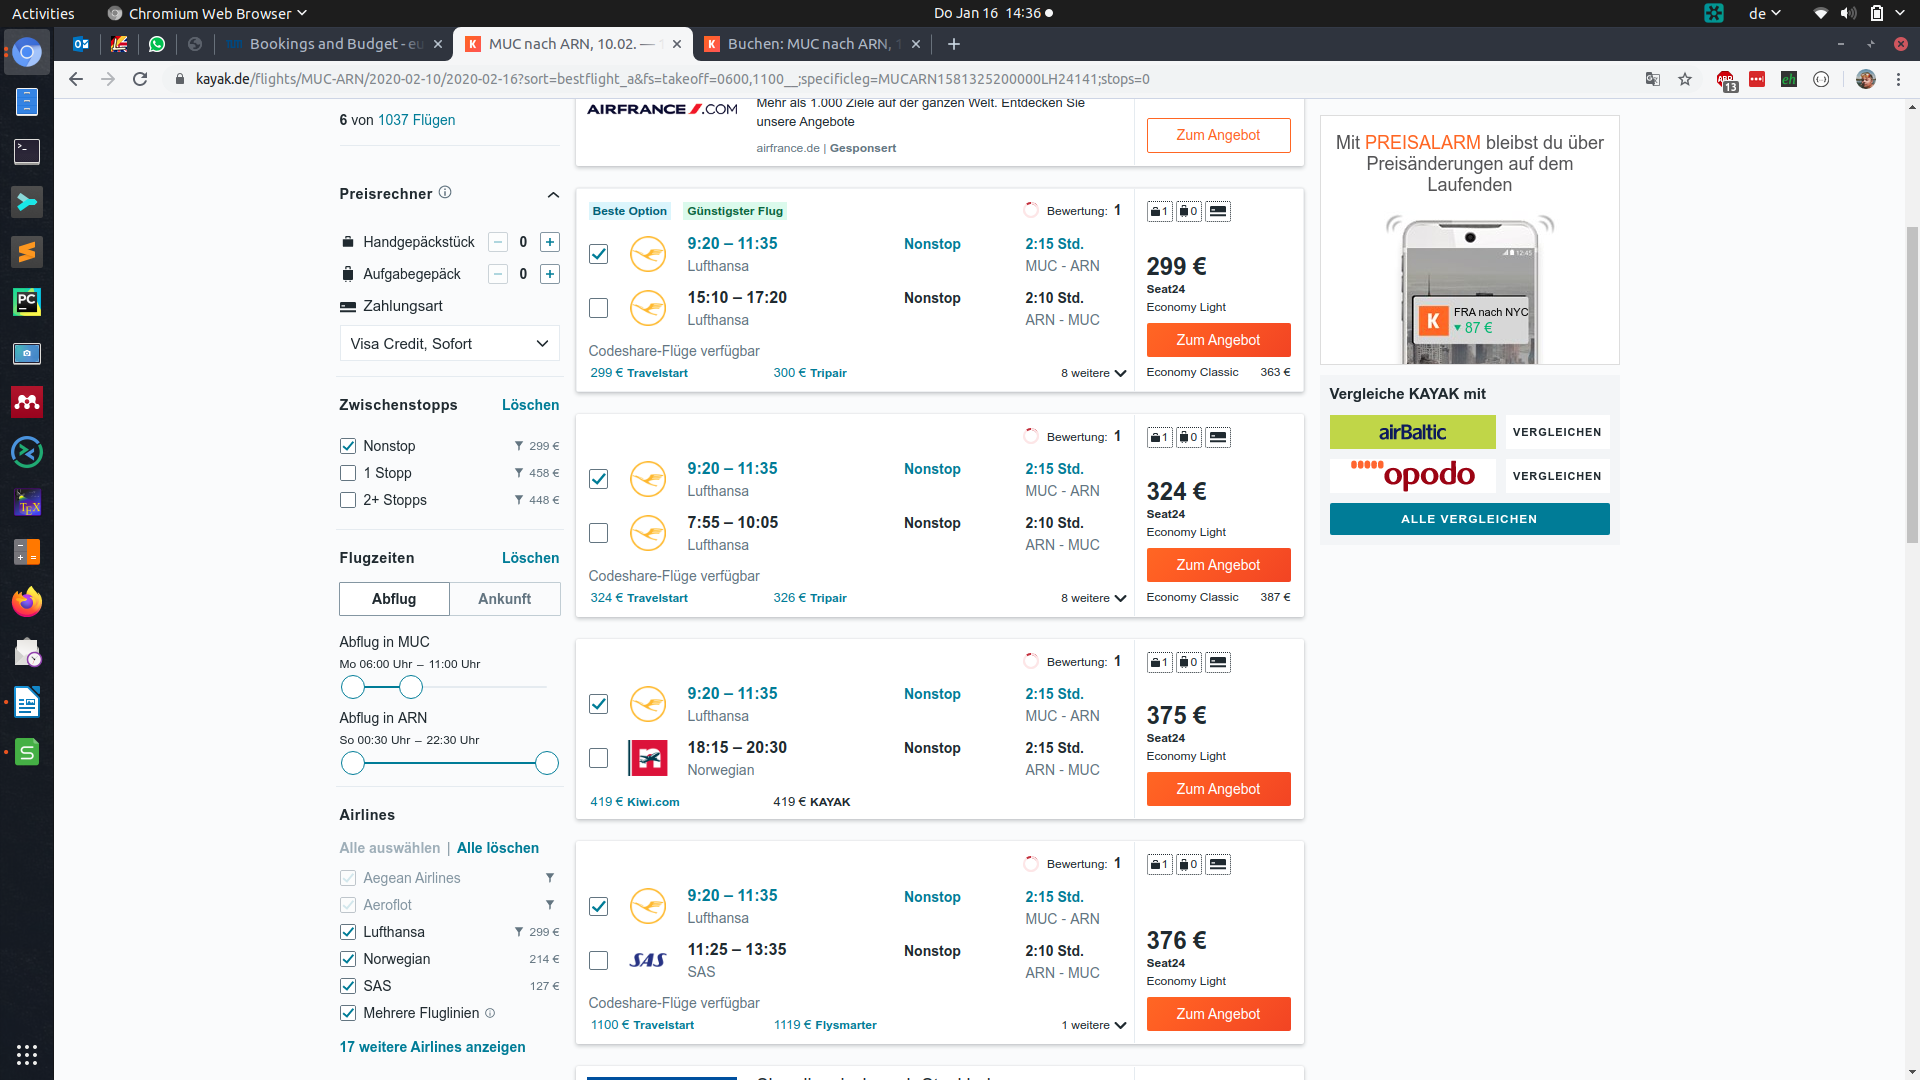 Activities
Chromium Web Browser
Do Jan 16 14:36
de
Bookings and Budget - eu
MUC nach ARN, 10.02. —
Buchen: MUC nach ARN,
kayak.de/flights/MUC-ARN/2020-02-10/2020-02-16?sort=bestflight_a&fs=takeoff=0600,1100__;specificleg=MUCARN1581325200000LH24141;stops=0
ABP
13
eh
6 von 1037 Flügen
Preisrechner
Handgepäckstück
0
Aufgabegepäck
0
Zahlungsart
Visa Credit, Sofort
Zwischenstopps
Löschen
Nonstop
299 €
1 Stopp
458 €
2+ Stopps
448 €
Flugzeiten
Löschen
Abflug
Ankunft
Abflug in MUC
Mo 06:00 Uhr – 11:00 Uhr
Abflug in ARN
So 00:30 Uhr – 22:30 Uhr
Airlines
Alle auswählen | Alle löschen
Aegean Airlines
Aeroflot
Lufthansa
299 €
Norwegian
214 €
SAS
127 €
Mehrere Fluglinien
17 weitere Airlines anzeigen
AIRFRANCE .COM
Mehr als 1.000 Ziele auf der ganzen Welt. Entdecken Sie
unsere Angebote
airfrance.de | Gesponsert
Zum Angebot
Beste Option
Günstigster Flug
Bewertung: 1
9:20 – 11:35
Nonstop
2:15 Std.
Lufthansa
MUC - ARN
15:10 – 17:20
Nonstop
2:10 Std.
Lufthansa
ARN - MUC
Codeshare-Flüge verfügbar
299 € Travelstart
300 € Tripair
8 weitere
1
0
299 €
Seat24
Economy Light
Zum Angebot
Economy Classic
363 €
Bewertung: 1
9:20 – 11:35
Nonstop
2:15 Std.
Lufthansa
MUC - ARN
7:55 – 10:05
Nonstop
2:10 Std.
Lufthansa
ARN - MUC
Codeshare-Flüge verfügbar
324 € Travelstart
326 € Tripair
8 weitere
1
0
324 €
Seat24
Economy Light
Zum Angebot
Economy Classic
387 €
Bewertung: 1
9:20 – 11:35
Nonstop
2:15 Std.
Lufthansa
MUC - ARN
18:15 – 20:30
Nonstop
2:15 Std.
Norwegian
ARN - MUC
419 € Kiwi.com
419 € KAYAK
1
0
375 €
Seat24
Economy Light
Zum Angebot
Bewertung: 1
9:20 – 11:35
Nonstop
2:15 Std.
Lufthansa
MUC - ARN
SAS
11:25 – 13:35
Nonstop
2:10 Std.
SAS
ARN - MUC
Codeshare-Flüge verfügbar
1100 € Travelstart
1119 € Flysmarter
1 weitere
1
0
376 €
Seat24
Economy Light
Zum Angebot
Mit PREISALARM bleibst du über
Preisänderungen auf dem
Laufenden
12:45
K
FRA nach NYC
87 €
Vergleiche KAYAK mit
airBaltic
VERGLEICHEN
opodo
VERGLEICHEN
ALLE VERGLEICHEN